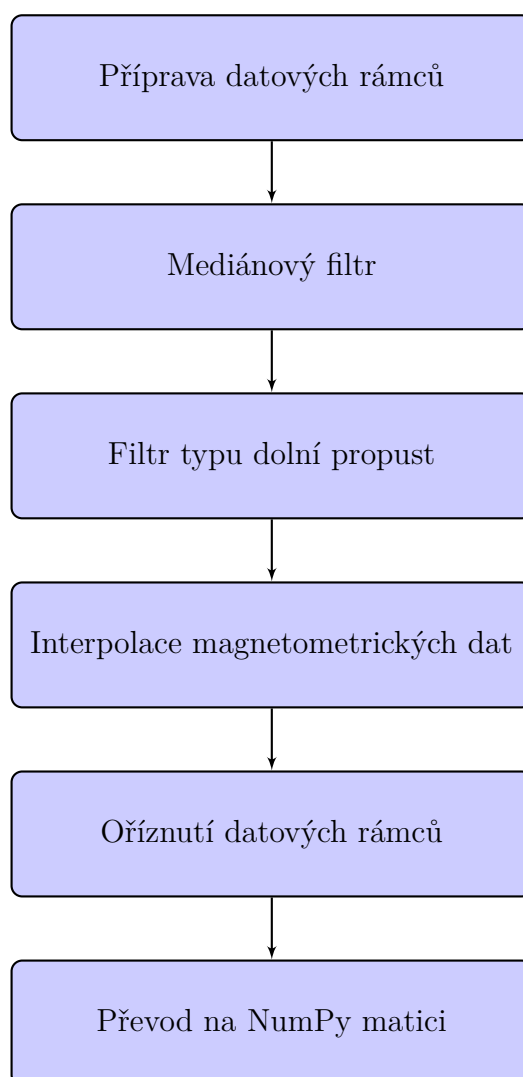 Příprava datových rámců
Mediánový filtr
Filtr typu dolní propust
Interpolace magnetometrických dat
Oříznutí datových rámců
Převod na NumPy matici